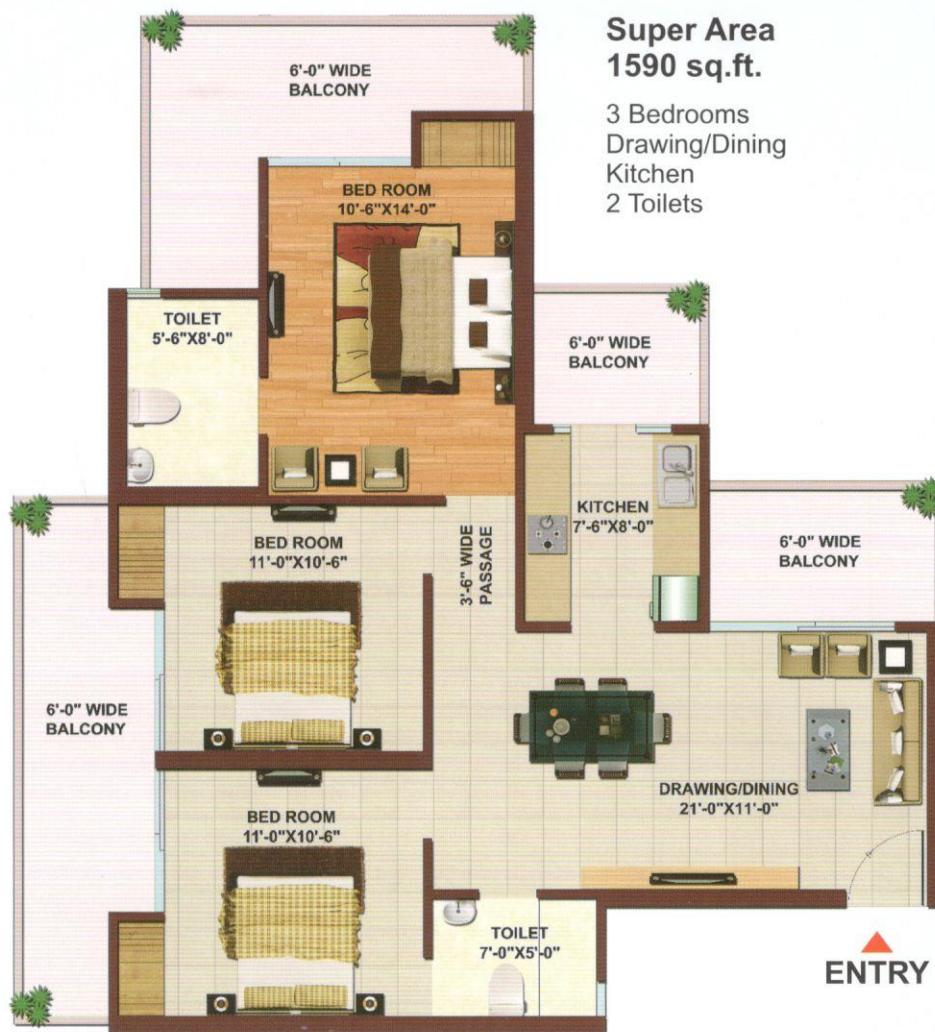 Super Area
1590 sq.ft.
3 Bedrooms
Drawing/Dining
Kitchen
2 Toilets
6'-0" WIDE
BALCONY
BED ROOM
10'-6"X14'-0"
TOILET
5'-6"X8'-0"
6'-0" WIDE
BALCONY
KITCHEN
7'-6"X8'-0"
6'-0" WIDE
BALCONY
BED ROOM
11'-0"X10'-6"
3'-6" WIDE
PASSAGE
6'-0" WIDE
BALCONY
DRAWING/DINING
21'-0"X11'-0"
BED ROOM
11'-0"X10'-6"
TOILET
7'-0"X5'-0"
ENTRY